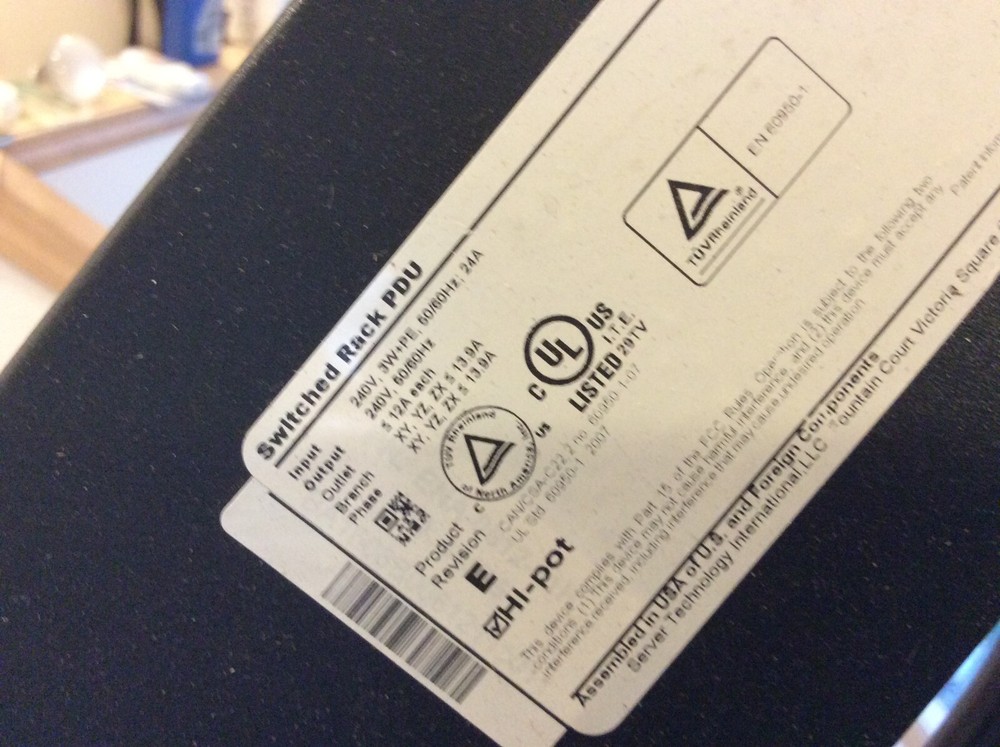 Switched Rack PDU
Input 240V, 3W+PE, 50/60Hz, 24A
Output 240V, 50/60Hz
Outlet ≤ 12A each
Branch XY, YZ, ZX ≤ 13.9A
Phase XY, YZ, ZX ≤ 13.9A
C UL US
I.T.E.
LISTED 29TV
TÜVRheinland®
EN 60950-1
TÜV Rheinland
of North America
C US
CAN/CSA-C22.2 no. 60950-1-07
UL Std 60950-1 2007
Product
Revision
E
Hi-pot
This device complies with Part 15 of the FCC Rules. Operation is subject to the following two
conditions (1) This device may not cause harmful interference, and (2) this device must accept any
interference received, including interference that may cause undesired operation
Patent
Assembled in USA of U.S. and Foreign Components
Server Technology International, LLC Fountain Court Victoria Square